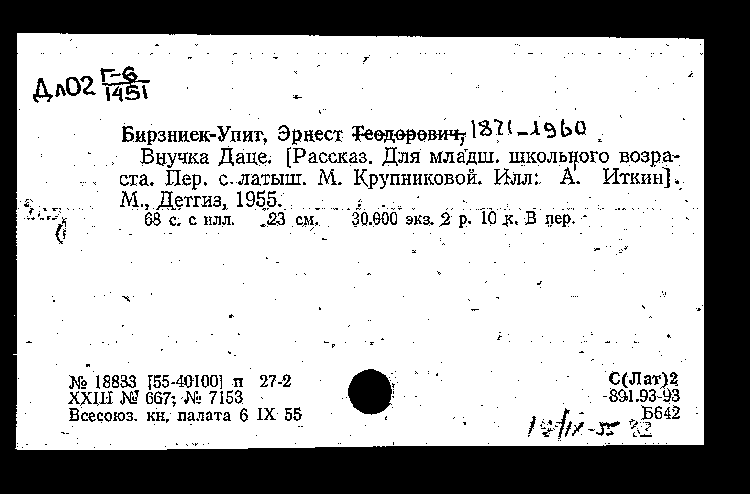 Дл02 Г-6
1451
Бирзниек-Упит, Эрнест Теодорович, 1871-1960
Внучка Даце. [Рассказ. Для младш. школьного возра-
ста. Пер. с латыш. М. Крупниковой. Илл: А. Иткин].
М., Детгиз, 1955.
68 с. с илл. 23 см. 30.000 экз. 2 р. 10 к. В пер.
№ 18883 [55-40100] п 27-2
XXIII № 667; № 7153
Всесоюз. кн. палата 6 IX 55
С(Лат)2
891.93-93
Б642
IX-55